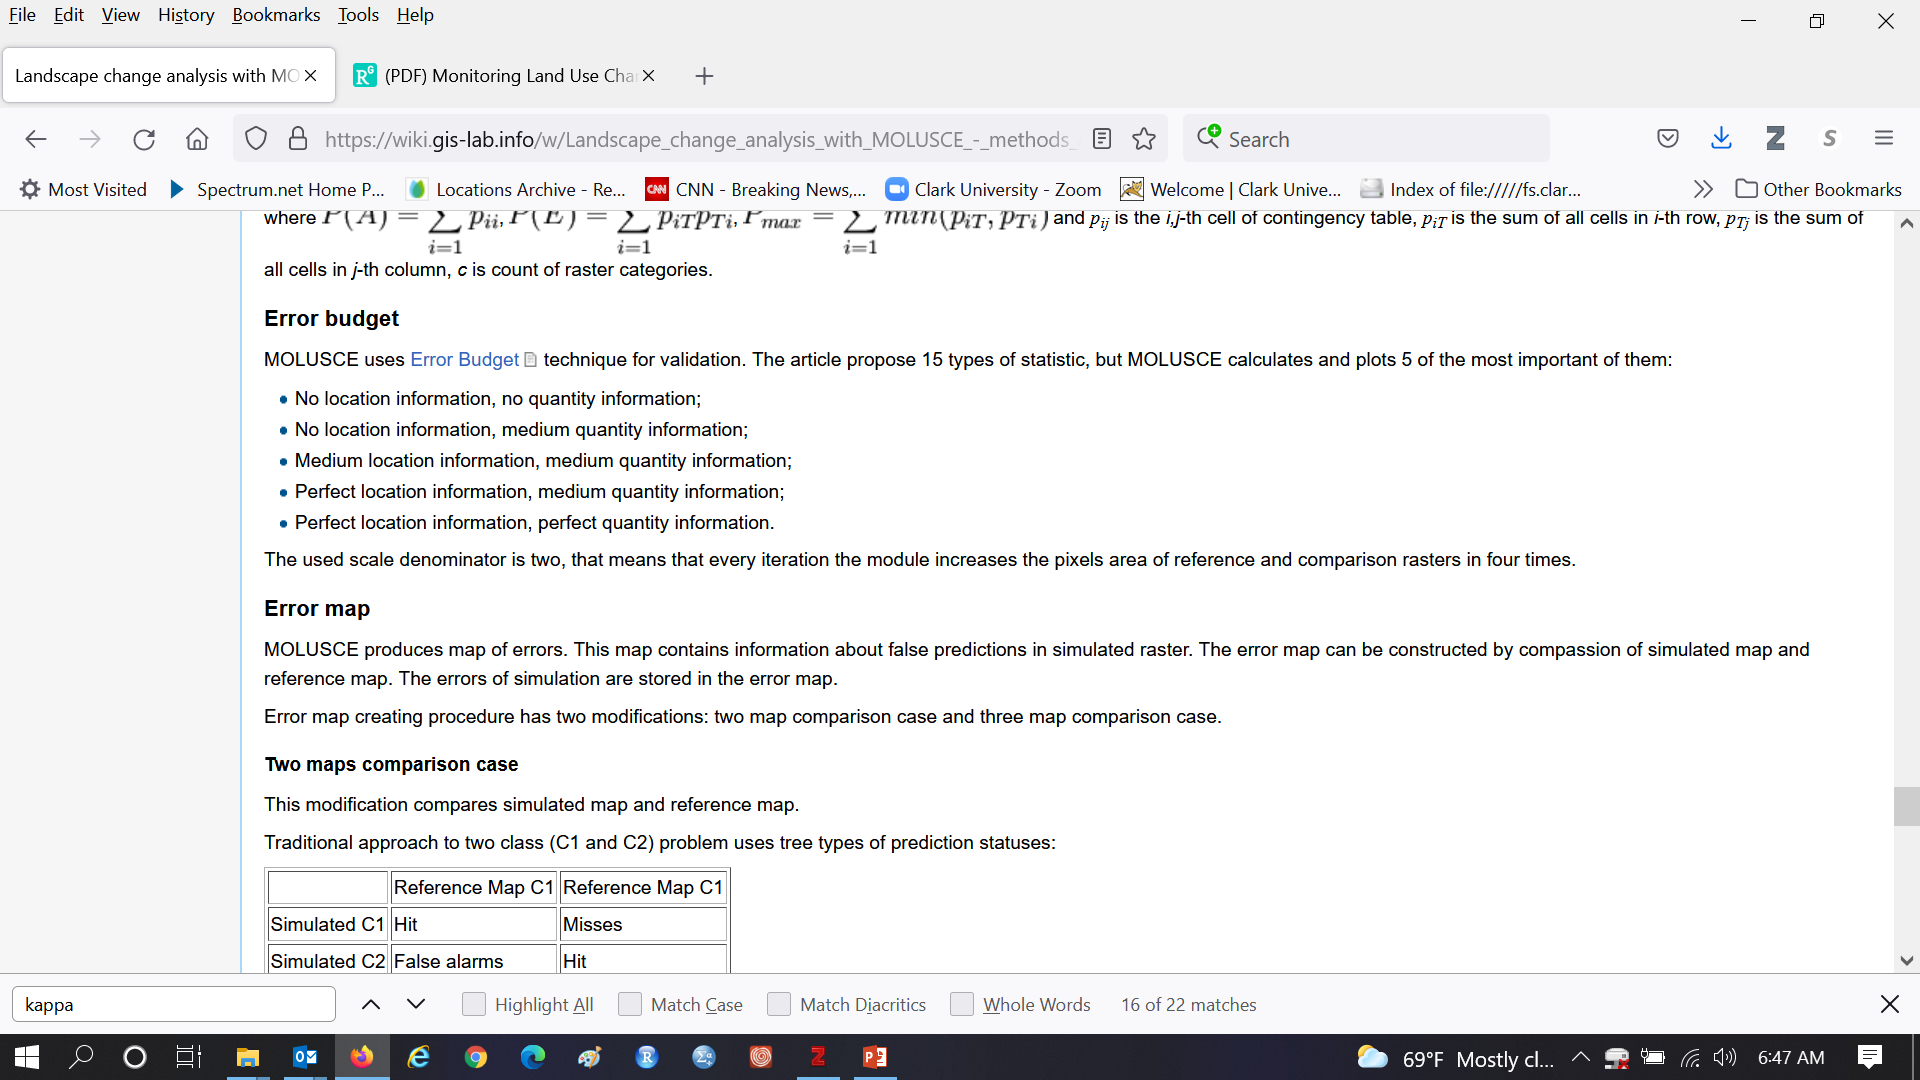 File Edit View History Bookmarks Tools Help
Landscape change analysis with MO
(PDF) Monitoring Land Use Cha
https://wiki.gis-lab.info/w/Landscape_change_analysis_with_MOLUSCE_-_methods_
Search
Most Visited Spectrum.net Home P... Locations Archive - Re... CNN - Breaking News,... Clark University - Zoom Welcome | Clark Unive... Index of file://///fs.clar... Other Bookmarks
where P(A) = ∑ i=1 p_ii, P(E) = ∑ i=1 p_iT p_Ti, P_max = ∑ i=1 min(p_iT, p_Ti) and p_ij is the i,j-th cell of contingency table, p_iT is the sum of all cells in i-th row, p_Tj is the sum of
all cells in j-th column, c is count of raster categories.
Error budget
MOLUSCE uses Error Budget technique for validation. The article propose 15 types of statistic, but MOLUSCE calculates and plots 5 of the most important of them:
No location information, no quantity information;
No location information, medium quantity information;
Medium location information, medium quantity information;
Perfect location information, medium quantity information;
Perfect location information, perfect quantity information.
The used scale denominator is two, that means that every iteration the module increases the pixels area of reference and comparison rasters in four times.
Error map
MOLUSCE produces map of errors. This map contains information about false predictions in simulated raster. The error map can be constructed by compassion of simulated map and
reference map. The errors of simulation are stored in the error map.
Error map creating procedure has two modifications: two map comparison case and three map comparison case.
Two maps comparison case
This modification compares simulated map and reference map.
Traditional approach to two class (C1 and C2) problem uses tree types of prediction statuses:
Reference Map C1 Reference Map C1
Simulated C1 Hit Misses
Simulated C2 False alarms Hit
kappa Highlight All Match Case Match Diacritics Whole Words 16 of 22 matches
69°F Mostly cl... 6:47 AM